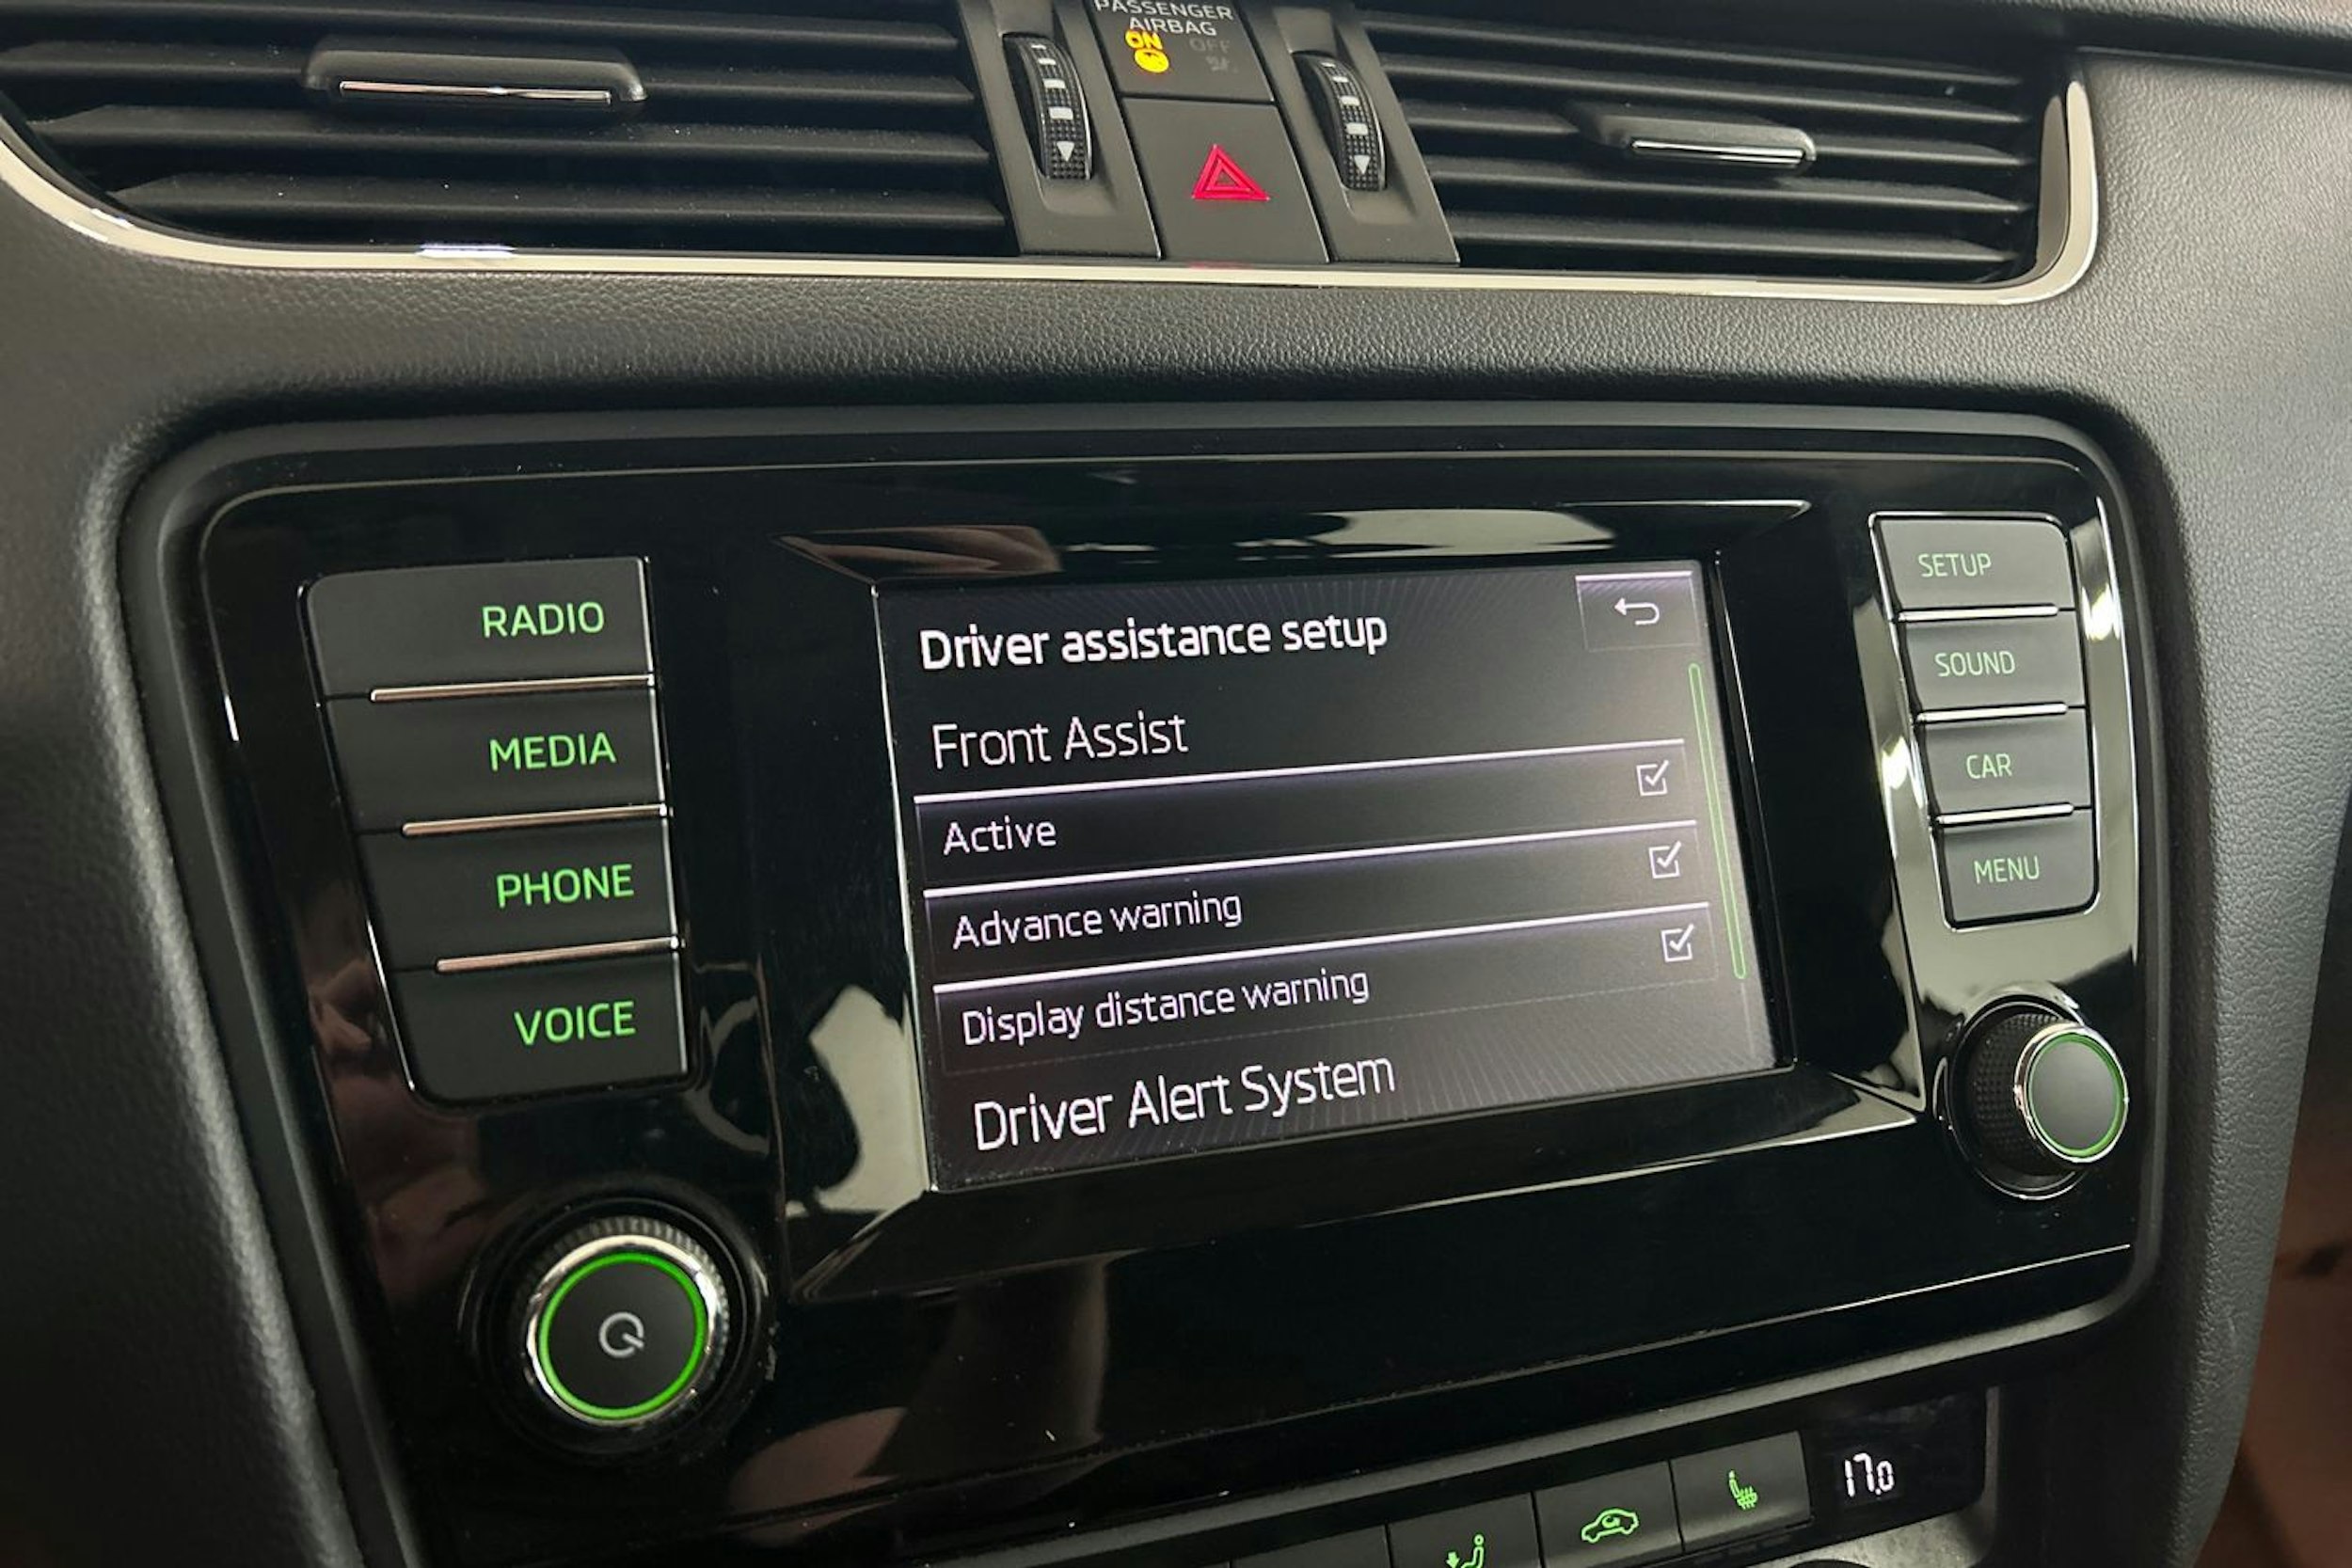 PASSENGER
AIRBAG
ON OFF
RADIO
MEDIA
PHONE
VOICE
Driver assistance setup
Front Assist
Active
Advance warning
Display distance warning
Driver Alert System
SETUP
SOUND
CAR
MENU
17.0